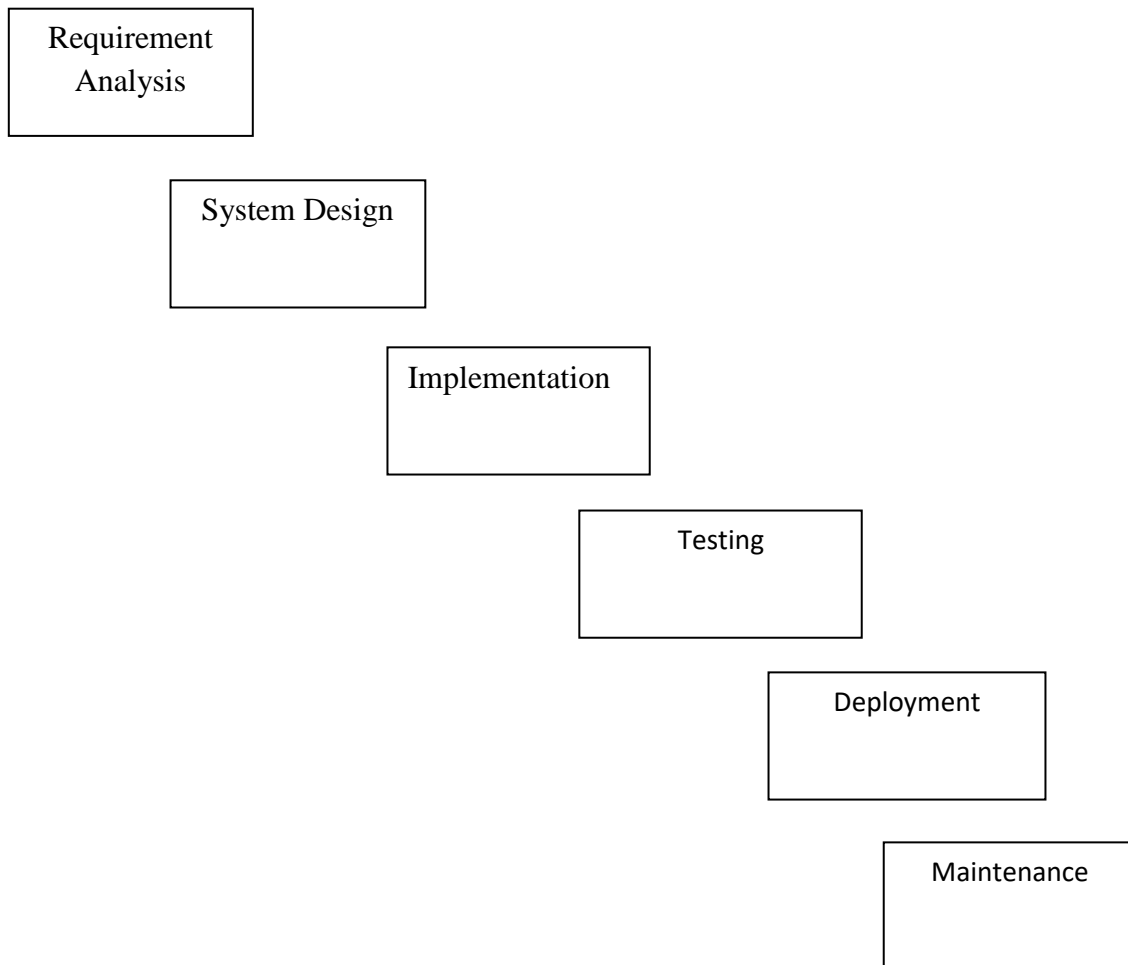 Requirement
Analysis
System Design
Implementation
Testing
Deployment
Maintenance